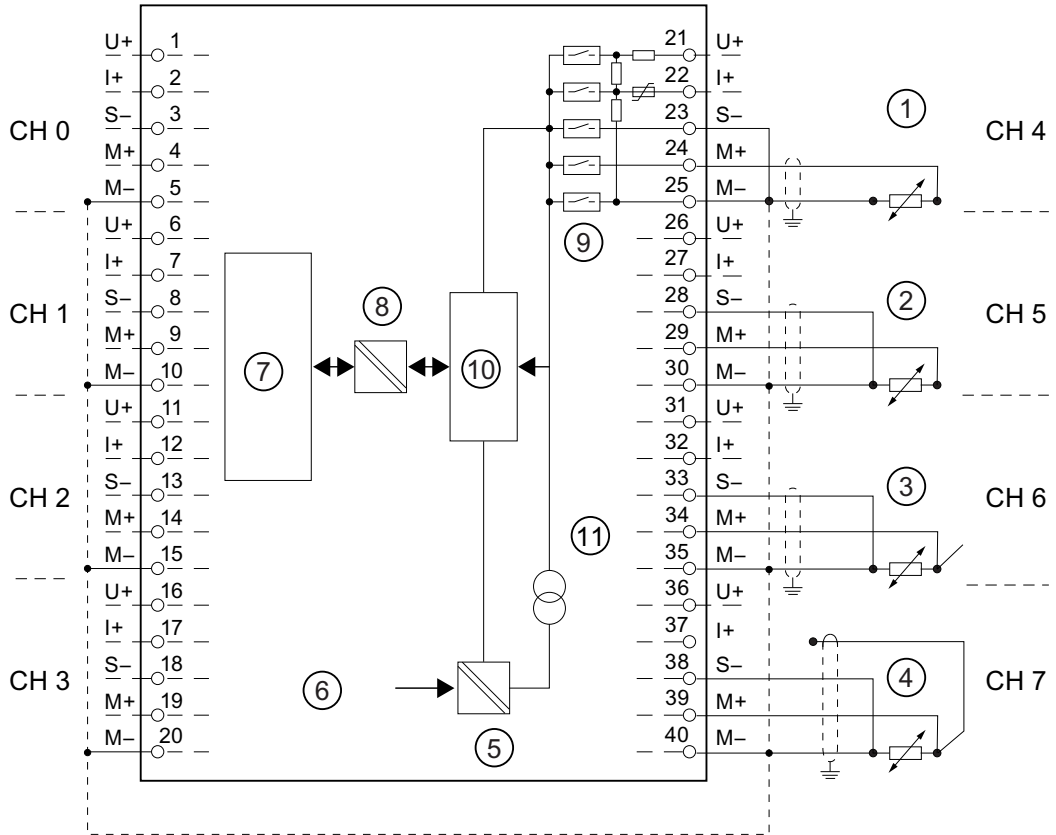 CH 0
U+ 1
I+ 2
S– 3
M+ 4
M– 5
CH 1
U+ 6
I+ 7
S– 8
M+ 9
M– 10
CH 2
U+ 11
I+ 12
S– 13
M+ 14
M– 15
CH 3
U+ 16
I+ 17
S– 18
M+ 19
M– 20
7
8
10
9
11
6
5
21 U+
22 I+
23 S–
24 M+
25 M–
1
CH 4
26 U+
27 I+
28 S–
29 M+
30 M–
2
CH 5
31 U+
32 I+
33 S–
34 M+
35 M–
3
CH 6
36 U+
37 I+
38 S–
39 M+
40 M–
4
CH 7